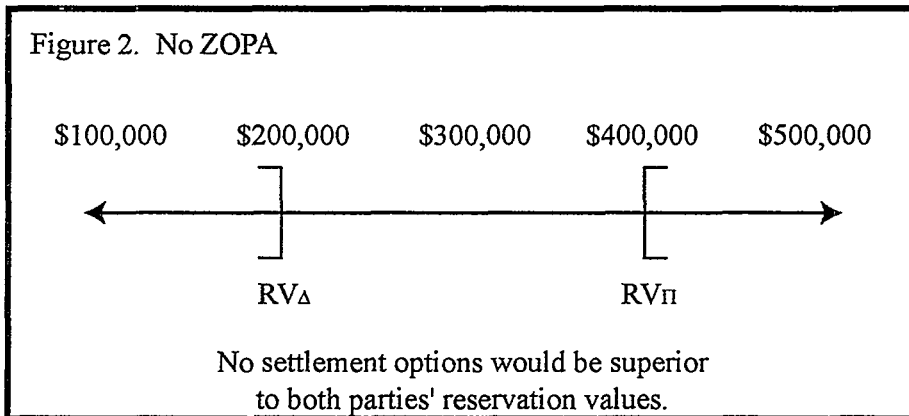 Figure 2. No ZOPA
$100,000 $200,000 $300,000 $400,000 $500,000
RVΔ RVΠ
No settlement options would be superior
to both parties' reservation values.